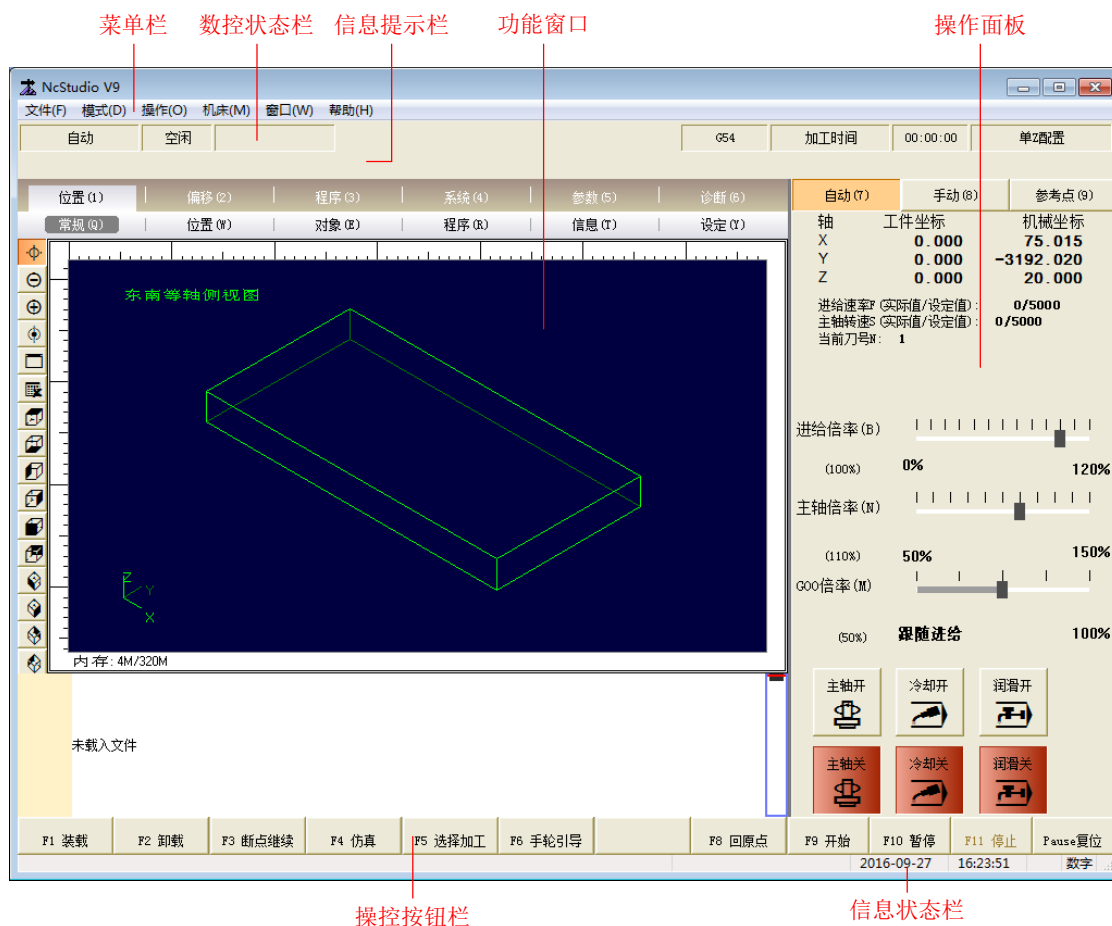 菜单栏 数控状态栏 信息提示栏 功能窗口 操作面板
NcStudio V9
文件(F) 模式(D) 操作(O) 机床(M) 窗口(W) 帮助(H)
自动 空闲 G54 加工时间 00:00:00 单Z配置
位置(1) 偏移(2) 程序(3) 系统(4) 参数(5) 诊断(6) 自动(7) 手动(8) 参考点(9)
常规(Q) 位置(W) 对象(E) 程序(R) 信息(T) 设定(Y)
轴 工件坐标 机械坐标
X 0.000 75.015
Y 0.000 -3192.020
Z 0.000 20.000
东南等轴侧视图
进给速率F(实际值/设定值): 0/5000
主轴转速S(实际值/设定值): 0/5000
当前刀号N: 1
进给倍率(B)
(100%) 0% 120%
主轴倍率(N)
(110%) 50% 150%
G00倍率(M)
(50%) 跟随进给 100%
Z
Y
X
内存: 4M/320M
主轴开 冷却开 润滑开
未载入文件
主轴关 冷却关 润滑关
F1 装载 F2 卸载 F3 断点继续 F4 仿真 F5 选择加工 F6 手轮引导 F8 回原点 F9 开始 F10 暂停 F11 停止 Pause复位
2016-09-27 16:23:51 数字
操控按钮栏 信息状态栏